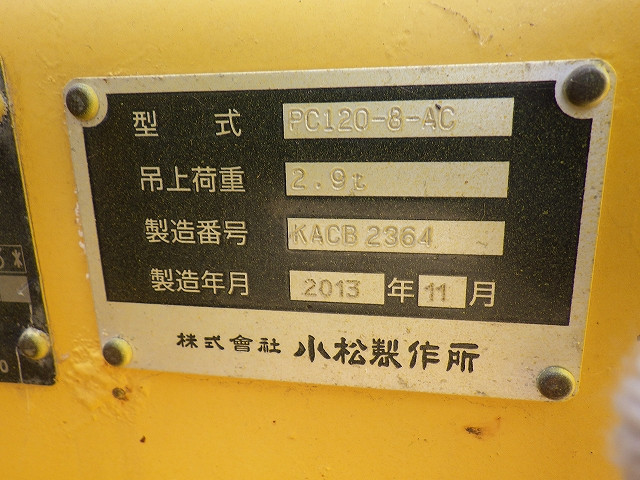 型 式 PC120-8-AC
吊上荷重 2.9t
製造番号 KACB 2364
製造年月 2013 年 11 月
株式會社 小松製作所